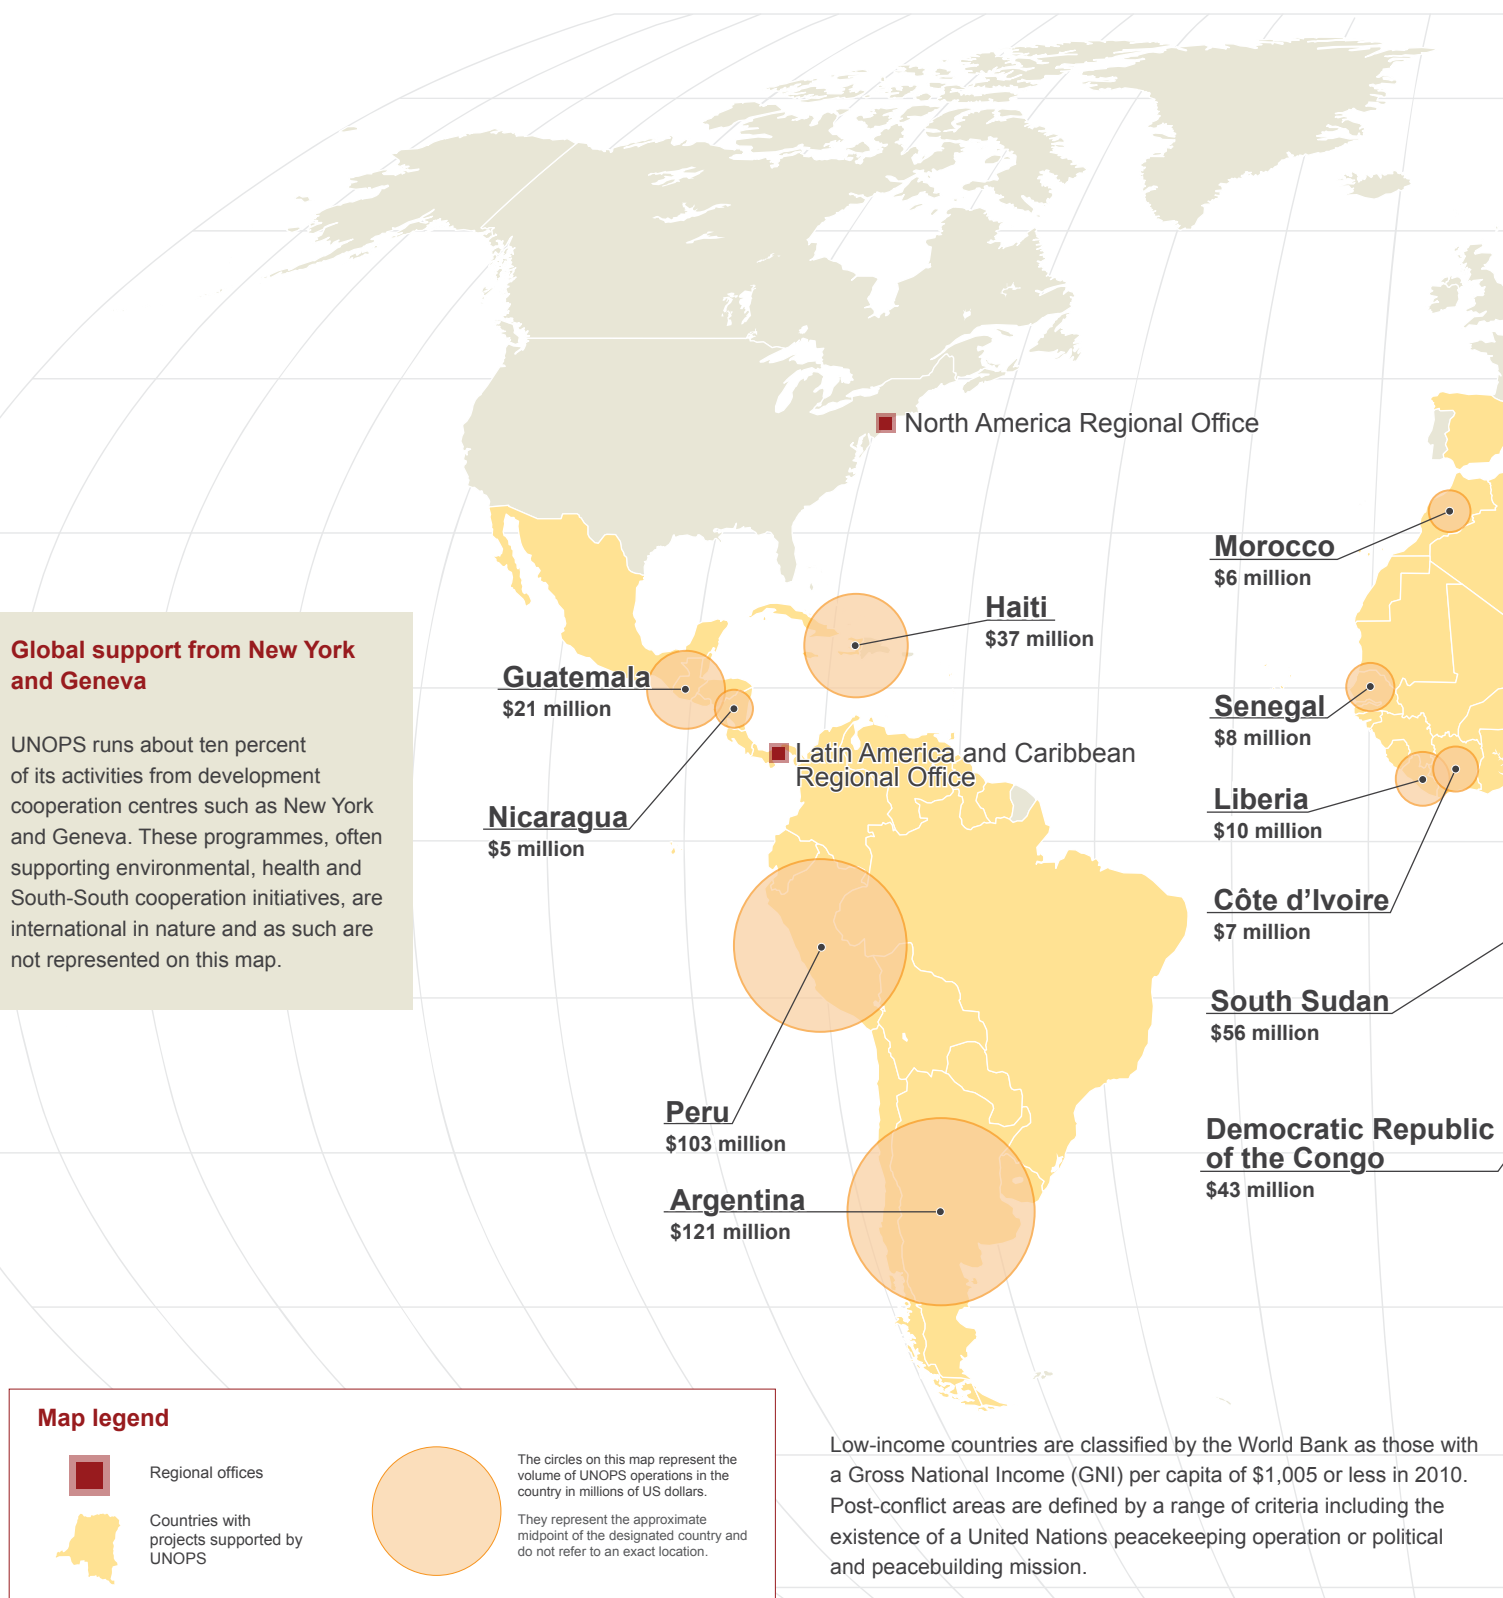 North America Regional Office
Morocco
$6 million
Haiti
$37 million
Global support from New York
and Geneva
UNOPS runs about ten percent
of its activities from development
cooperation centres such as New York
and Geneva. These programmes, often
supporting environmental, health and
South-South cooperation initiatives, are
international in nature and as such are
not represented on this map.
Guatemala
$21 million
Senegal
$8 million
Latin America and Caribbean
Regional Office
Nicaragua
$5 million
Liberia
$10 million
Côte d’Ivoire
$7 million
South Sudan
$56 million
Peru
$103 million
Democratic Republic
of the Congo
$43 million
Argentina
$121 million
Map legend
Regional offices
Countries with
projects supported by
UNOPS
The circles on this map represent the
volume of UNOPS operations in the
country in millions of US dollars.
They represent the approximate
midpoint of the designated country and
do not refer to an exact location.
Low-income countries are classified by the World Bank as those with
a Gross National Income (GNI) per capita of $1,005 or less in 2010.
Post-conflict areas are defined by a range of criteria including the
existence of a United Nations peacekeeping operation or political
and peacebuilding mission.